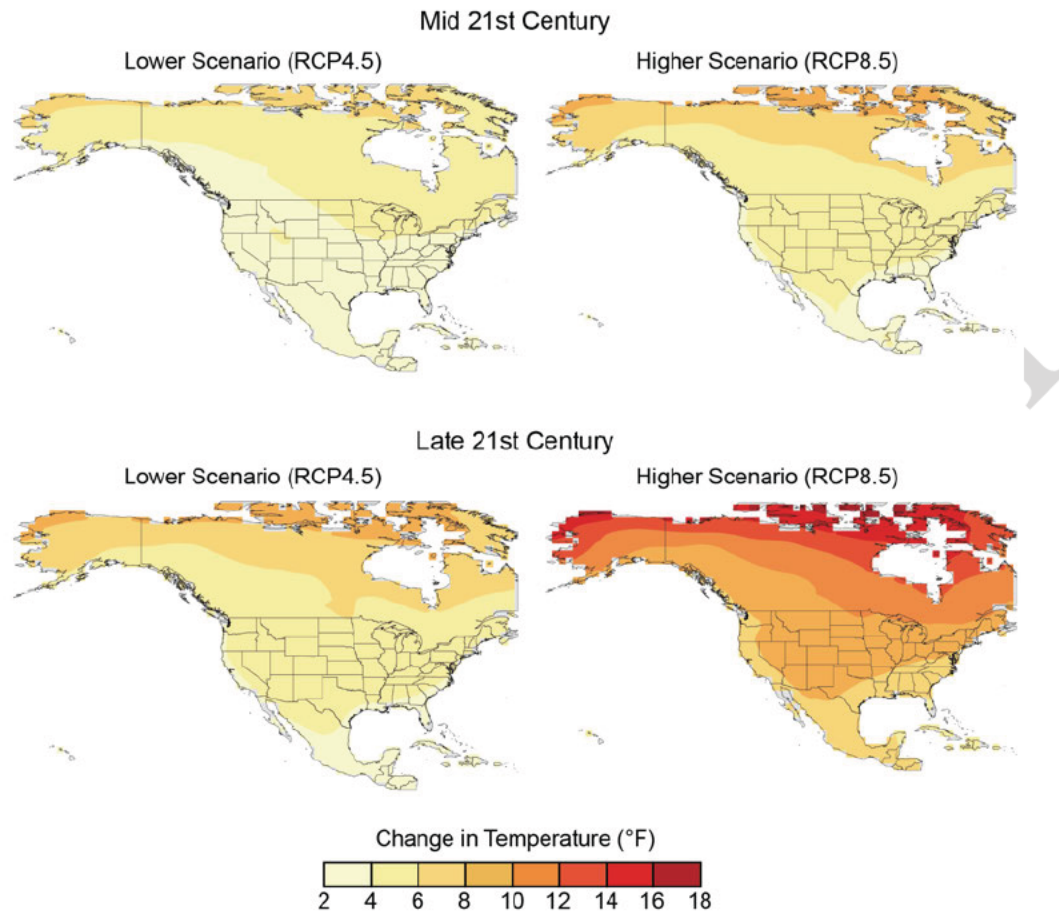 Mid 21st Century
Lower Scenario (RCP4.5)
Higher Scenario (RCP8.5)
Late 21st Century
Lower Scenario (RCP4.5)
Higher Scenario (RCP8.5)
Change in Temperature (°F)
2 4 6 8 10 12 14 16 18